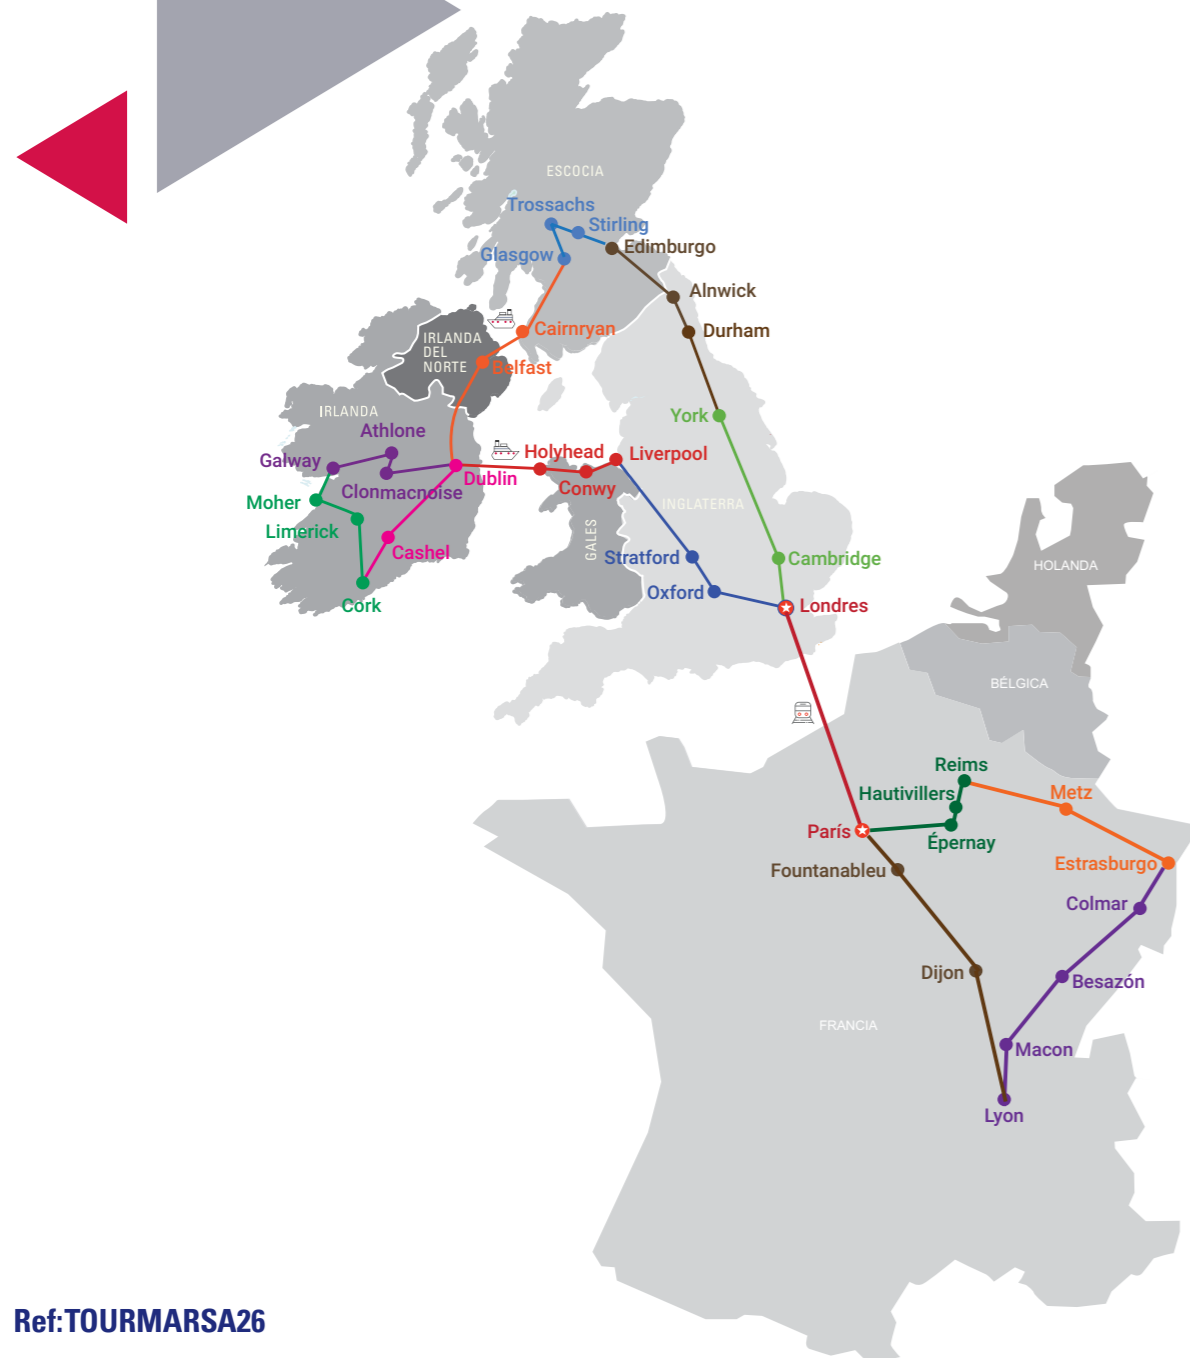 ESCOCIA
Trossachs
Stirling
Edimburgo
Glasgow
Alnwick
Cairnryan
Durham
IRLANDA
DEL
NORTE
Belfast
IRLANDA
York
Athlone
Galway
Holyhead
Liverpool
Clonmacnoise
Dublin
Conwy
Moher
INGLATERRA
Limerick
GALES
Cashel
Stratford
Cambridge
HOLANDA
Oxford
Cork
Londres
BÉLGICA
Reims
Hautivillers
Metz
París
Épernay
Fountanableu
Estrasburgo
Colmar
Dijon
Besazón
FRANCIA
Macon
Lyon
Ref:TOURMARSA26